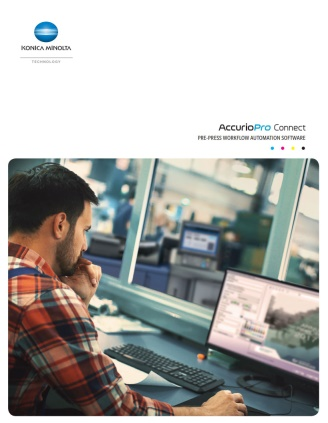 KONICA MINOLTA
TECHNOLOGY
AccurioPro Connect
PRE-PRESS WORKFLOW AUTOMATION SOFTWARE